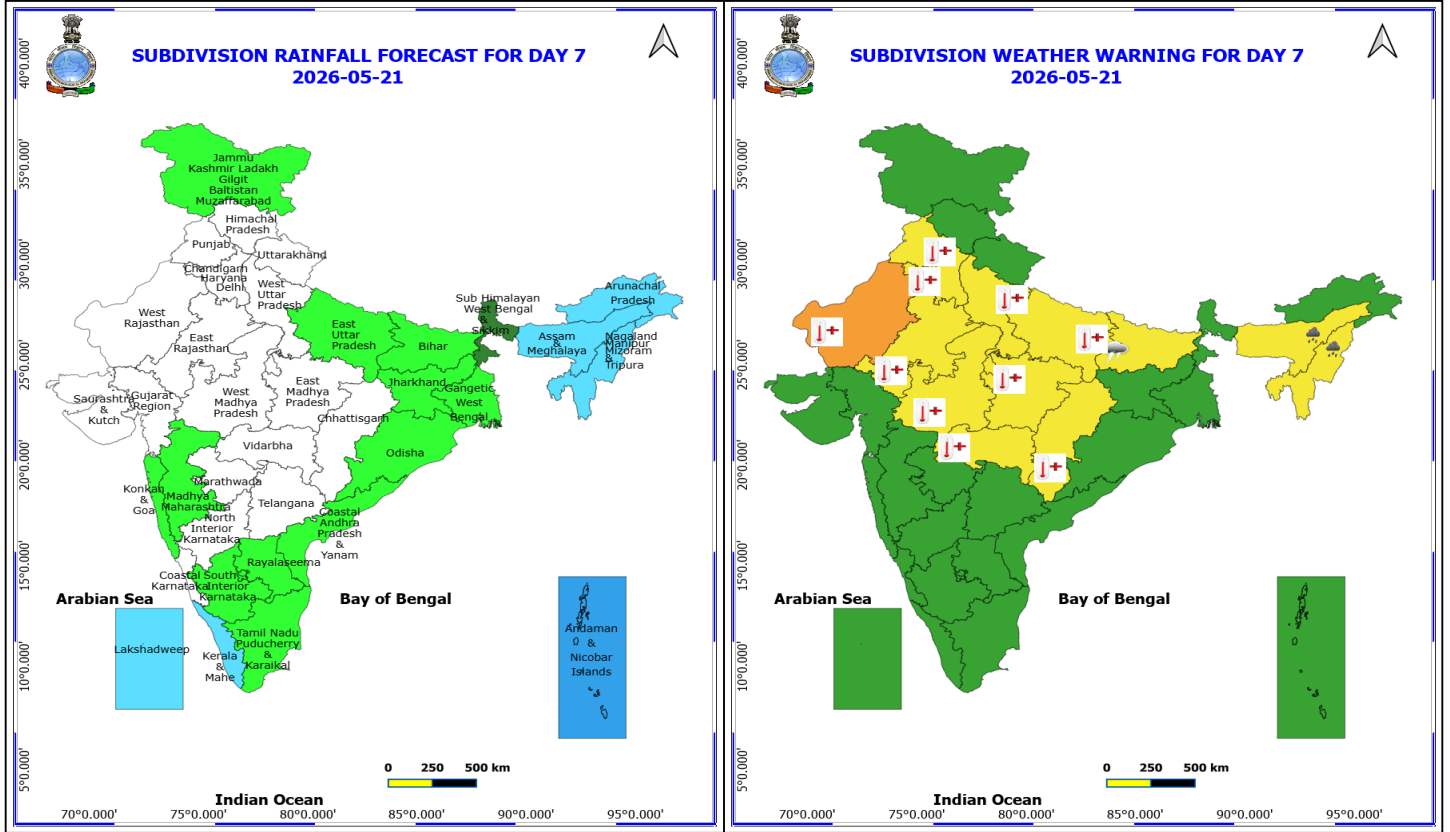 SUBDIVISION RAINFALL FORECAST FOR DAY 7
2026-05-21
40°0.000'
35°0.000'
30°0.000'
25°0.000'
20°0.000'
15°0.000'
10°0.000'
5°0.000'
Jammu
Kashmir Ladakh
Gilgit
Baltistan
Muzaffarabad
Himachal
Pradesh
Punjab
Uttarakhand
Chandigarh
Haryana
Delhi
West
Uttar
Pradesh
West
Rajasthan
East
Rajasthan
East
Uttar
Pradesh
Bihar
Sub Himalayan
West Bengal
&
Sikkim
Arunachal
Pradesh
Assam
&
Meghalaya
Nagaland
Manipur
Mizoram
&
Tripura
Saurashtra
&
Kutch
Gujarat
Region
West
Madhya
Pradesh
East
Madhya
Pradesh
Jharkhand
Gangetic
West
Bengal
Chhattisgarh
Vidarbha
Odisha
Konkan
&
Goa
Madhya
Maharashtra
Marathwada
Telangana
North
Interior
Karnataka
Coastal
Andhra
Pradesh
&
Yanam
Rayalaseema
Coastal
Karnataka
South
Interior
Karnataka
Arabian Sea
Bay of Bengal
Lakshadweep
Kerala
&
Mahe
Tamil Nadu
Puducherry
&
Karaikal
Andaman
&
Nicobar
Islands
0 250 500 km
Indian Ocean
70°0.000' 75°0.000' 80°0.000' 85°0.000' 90°0.000' 95°0.000'
SUBDIVISION WEATHER WARNING FOR DAY 7
2026-05-21
40°0.000'
35°0.000'
30°0.000'
25°0.000'
20°0.000'
15°0.000'
10°0.000'
5°0.000'
Arabian Sea
Bay of Bengal
0 250 500 km
Indian Ocean
70°0.000' 75°0.000' 80°0.000' 85°0.000' 90°0.000' 95°0.000'